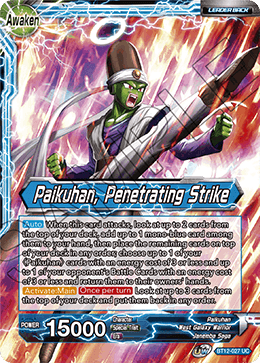 Awaken
LEADER BACK
Paikuhan, Penetrating Strike
Auto When this card attacks, look at up to 2 cards from
the top of your deck, add up to 1 mono-blue card among
them to your hand, then place the remaining cards on top
of your deck in any order, choose up to 1 of your
《Paikuhan》 cards with an energy cost of 3 or less and up
to 1 of your opponent's Battle Cards with an energy cost
of 3 or less, and return them to their owners' hands.
Activate Main Once per turn Look at up to 3 cards from
the top of your deck and put them back in any order.
POWER 15000
Character Paikuhan
Special Trait West Galaxy Warrior
Era Janemba Saga
BT12-027 UC